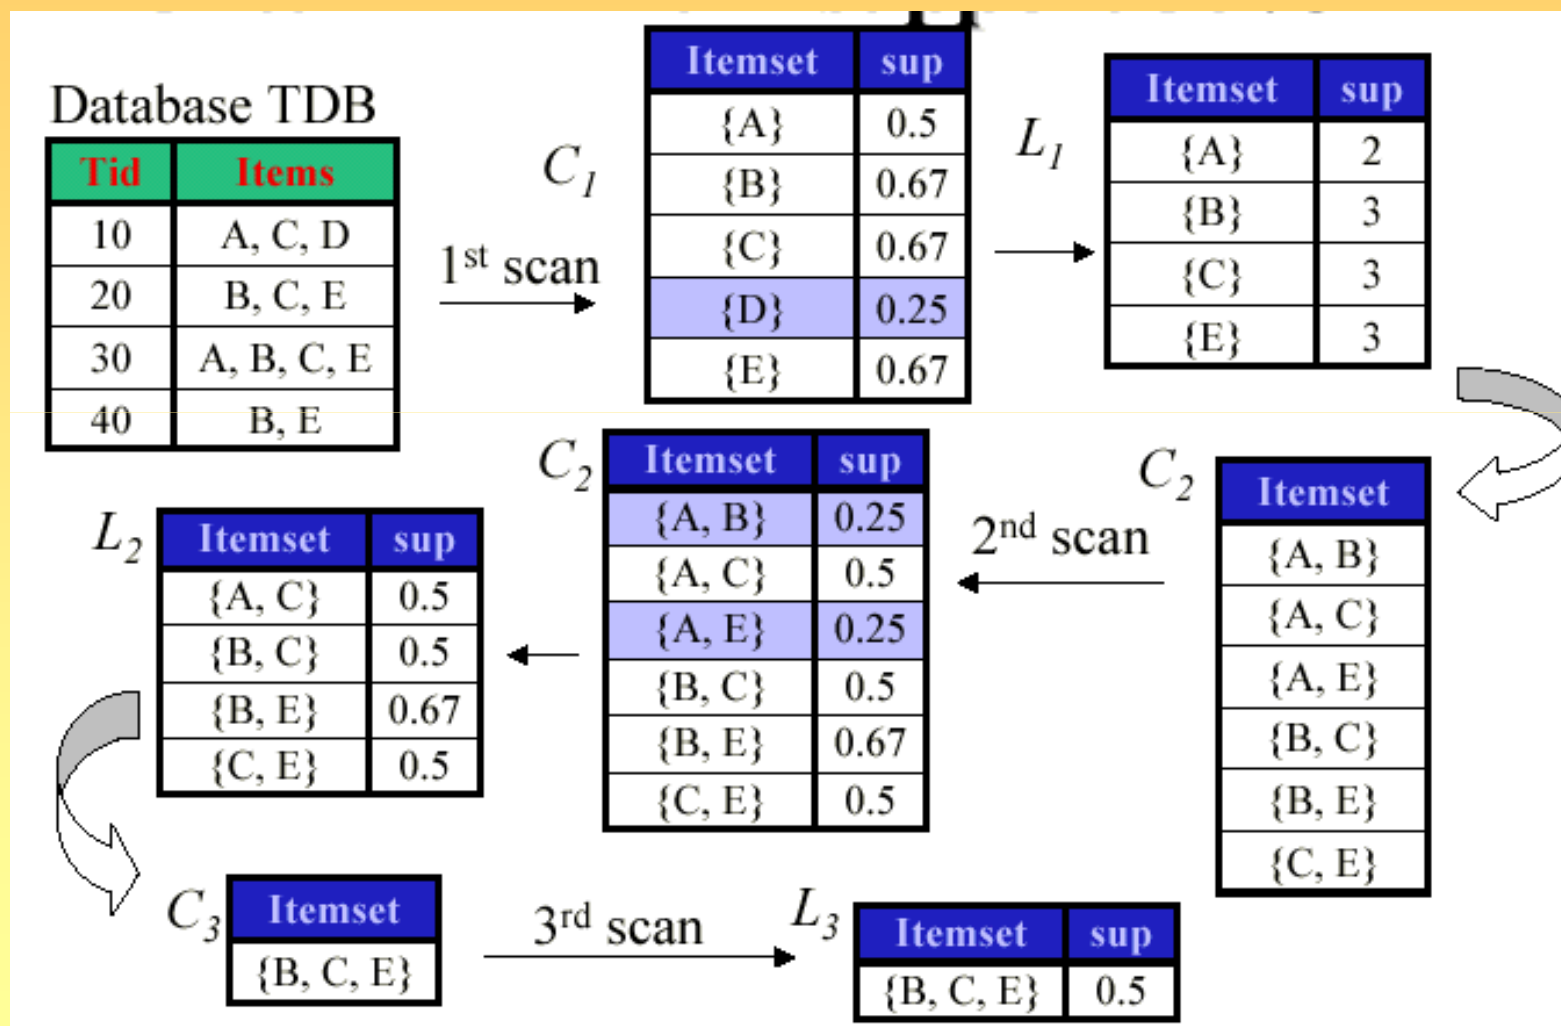 Database TDB
Tid Items
10 A, C, D
20 B, C, E
30 A, B, C, E
40 B, E
1st scan
C1
Itemset sup
{A} 0.5
{B} 0.67
{C} 0.67
{D} 0.25
{E} 0.67
L1
Itemset sup
{A} 2
{B} 3
{C} 3
{E} 3
C2
Itemset
{A, B}
{A, C}
{A, E}
{B, C}
{B, E}
{C, E}
2nd scan
C2
Itemset sup
{A, B} 0.25
{A, C} 0.5
{A, E} 0.25
{B, C} 0.5
{B, E} 0.67
{C, E} 0.5
L2
Itemset sup
{A, C} 0.5
{B, C} 0.5
{B, E} 0.67
{C, E} 0.5
C3
Itemset
{B, C, E}
3rd scan
L3
Itemset sup
{B, C, E} 0.5